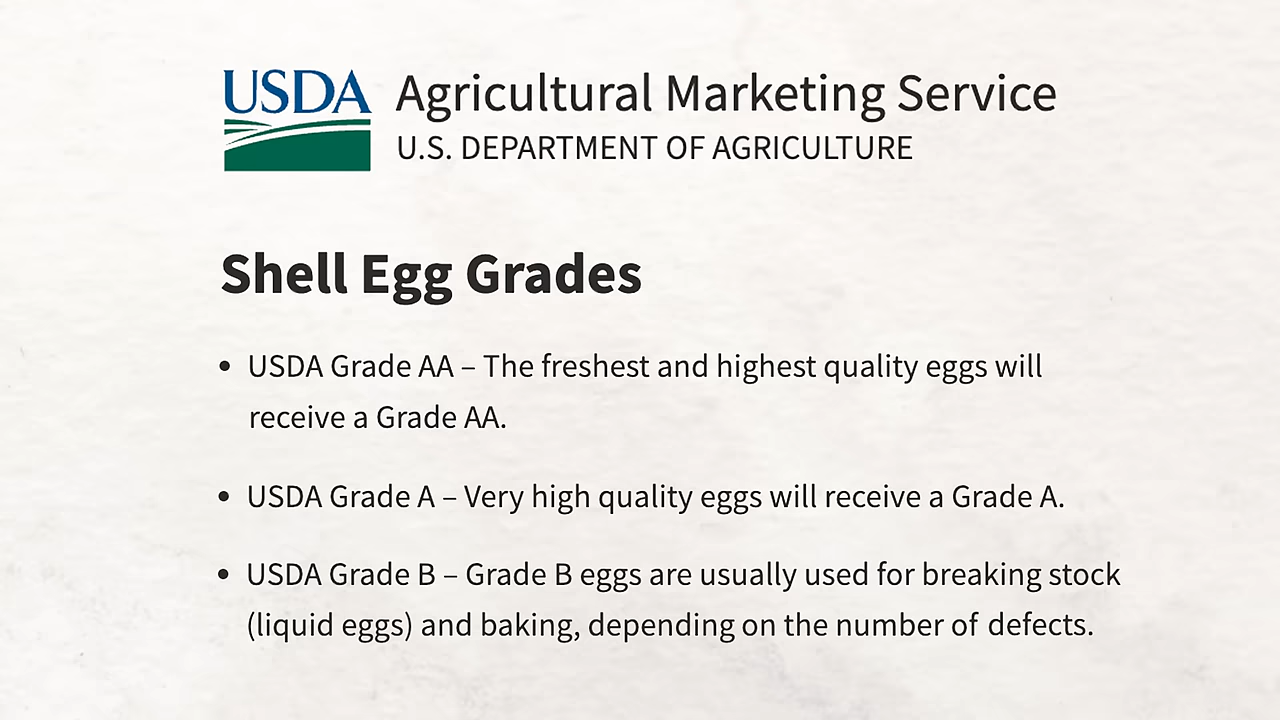 USDA Agricultural Marketing Service
U.S. DEPARTMENT OF AGRICULTURE
Shell Egg Grades
• USDA Grade AA – The freshest and highest quality eggs will
receive a Grade AA.
• USDA Grade A – Very high quality eggs will receive a Grade A.
• USDA Grade B – Grade B eggs are usually used for breaking stock
(liquid eggs) and baking, depending on the number of defects.